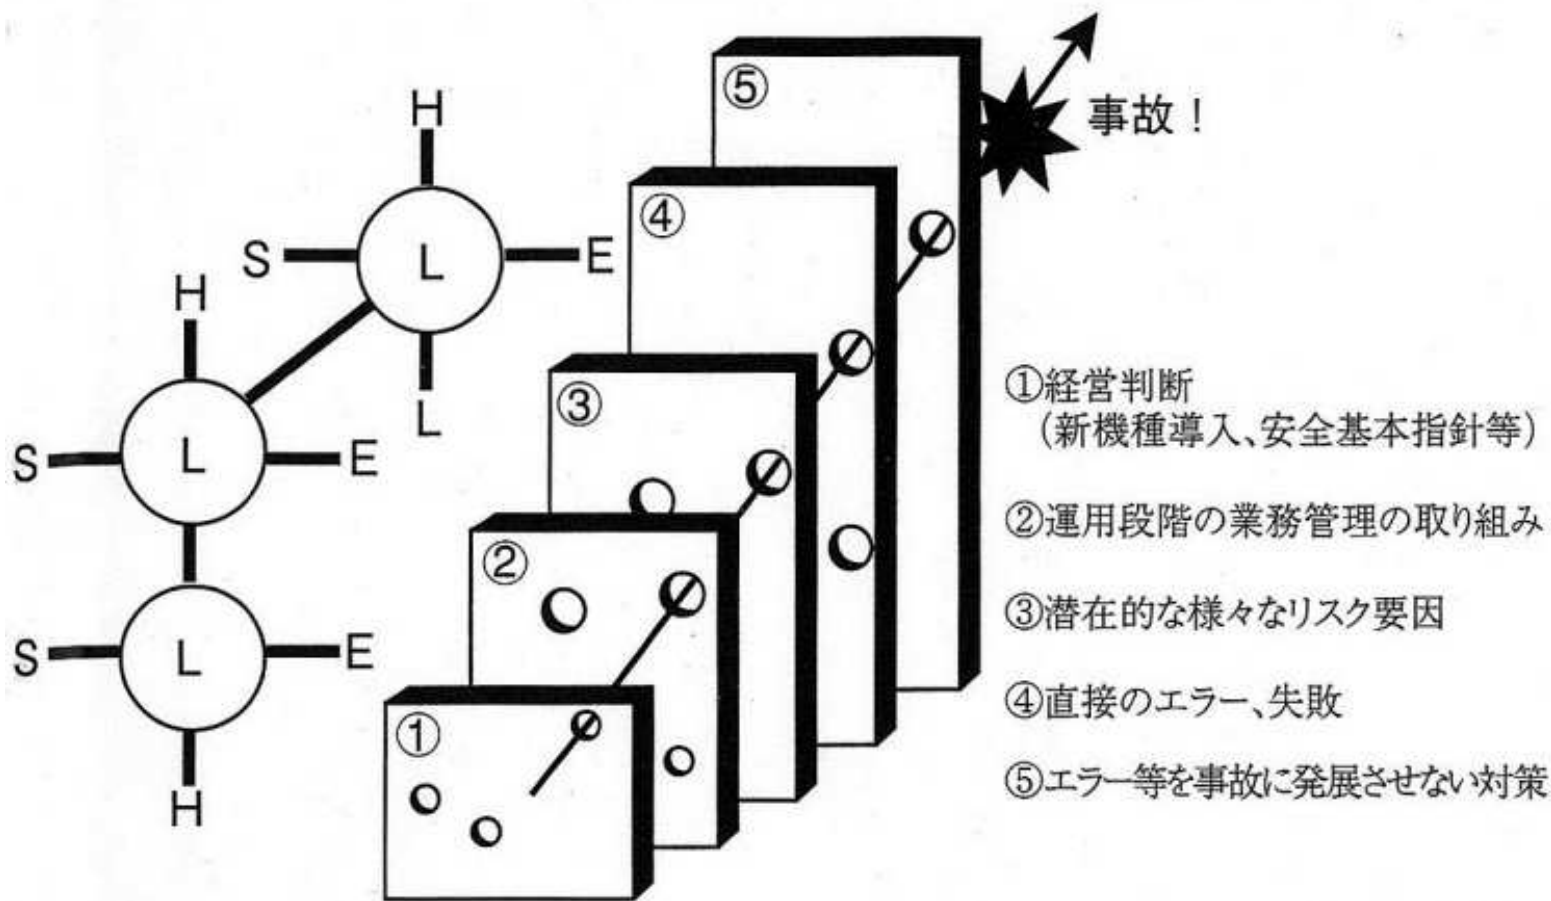 H
S L E
L
H
S L E
S L E
H
①
②
③
④
⑤
事故！
①経営判断
（新機種導入、安全基本指針等）
②運用段階の業務管理の取り組み
③潜在的な様々なリスク要因
④直接のエラー、失敗
⑤エラー等を事故に発展させない対策